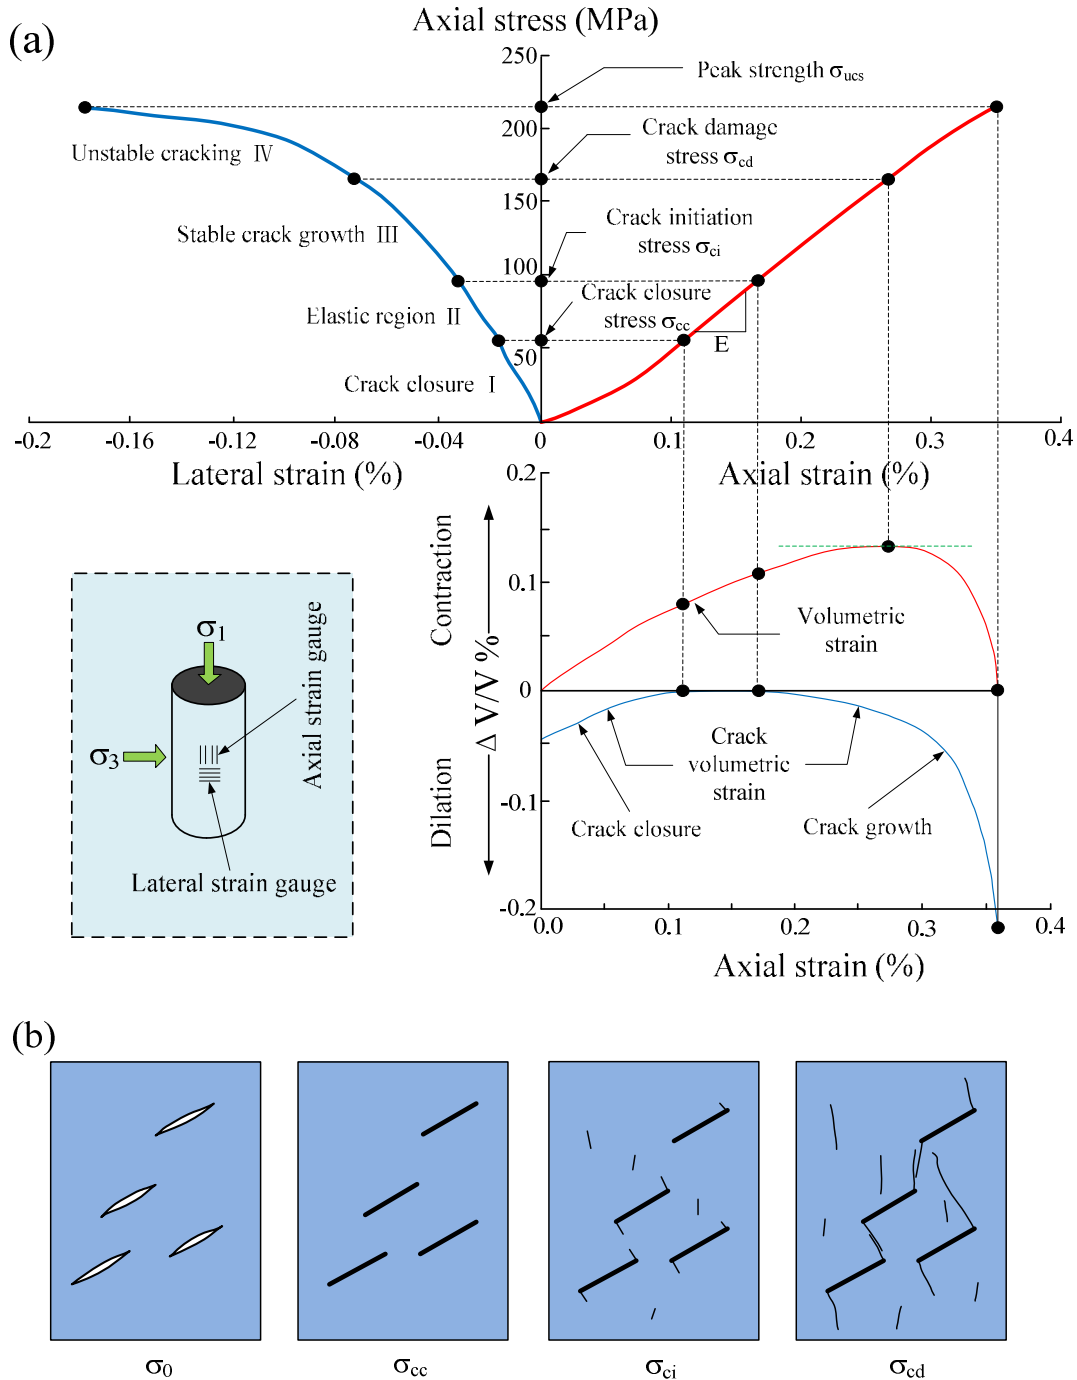 (a)
Axial stress (MPa)
250
Peak strength σucs
200
Crack damage
stress σcd
Unstable cracking IV
150
Crack initiation
stress σci
Stable crack growth III
100
Crack closure
stress σcc
Elastic region II
E
50
Crack closure I
-0.2
-0.16
-0.12
-0.08
-0.04
0
0.1
0.2
0.3
0.4
Lateral strain (%)
Axial strain (%)
0.2
Contraction
0.1
Volumetric
strain
0
Δ V/V %
Crack
volumetric
strain
Crack closure
Crack growth
Dilation
-0.1
-0.2
0.0
0.1
0.2
0.3
0.4
Axial strain (%)
σ1
σ3
Axial strain gauge
Lateral strain gauge
(b)
σ0
σcc
σci
σcd